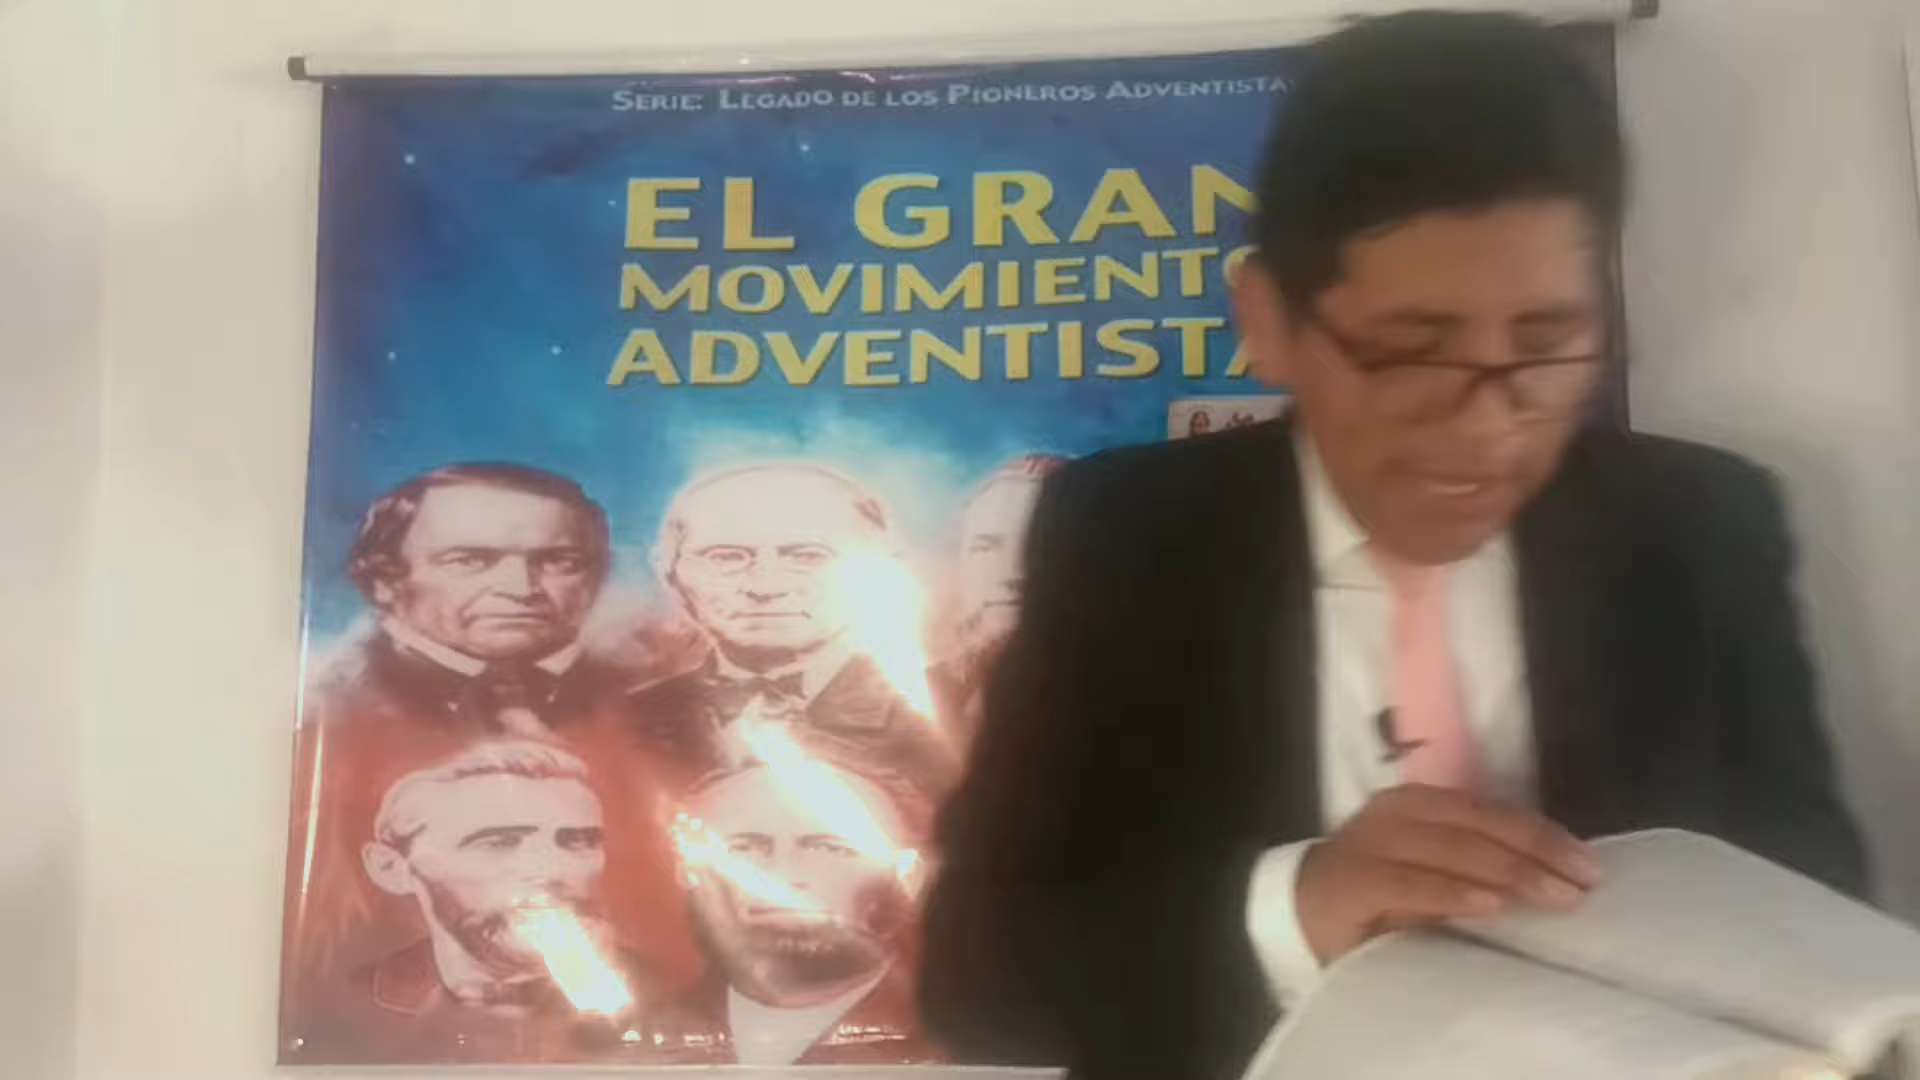 SERIE: LEGADO DE LOS PIONEROS ADVENTISTA
EL GRAN
MOVIMIENTO
ADVENTISTA